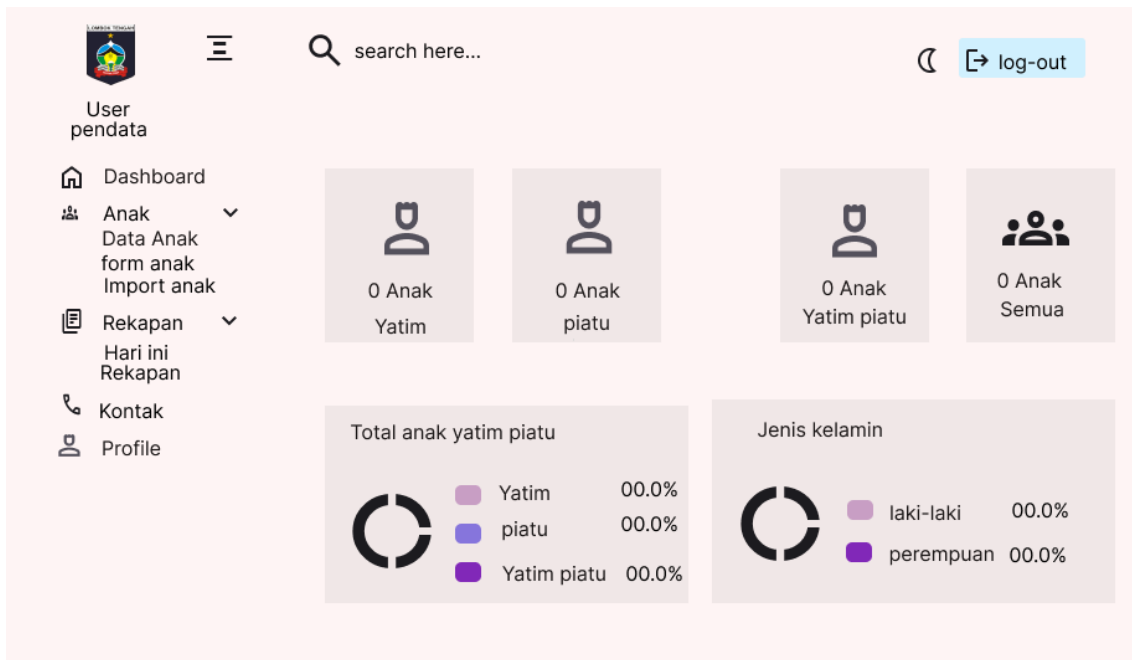 LOMBOK TENGAH
search here...
log-out
User
pendata
Dashboard
Anak
Data Anak
form anak
Import anak
Rekapan
Hari ini
Rekapan
Kontak
Profile
0 Anak
Yatim
0 Anak
piatu
0 Anak
Yatim piatu
0 Anak
Semua
Total anak yatim piatu
Yatim 00.0%
piatu 00.0%
Yatim piatu 00.0%
Jenis kelamin
laki-laki 00.0%
perempuan 00.0%